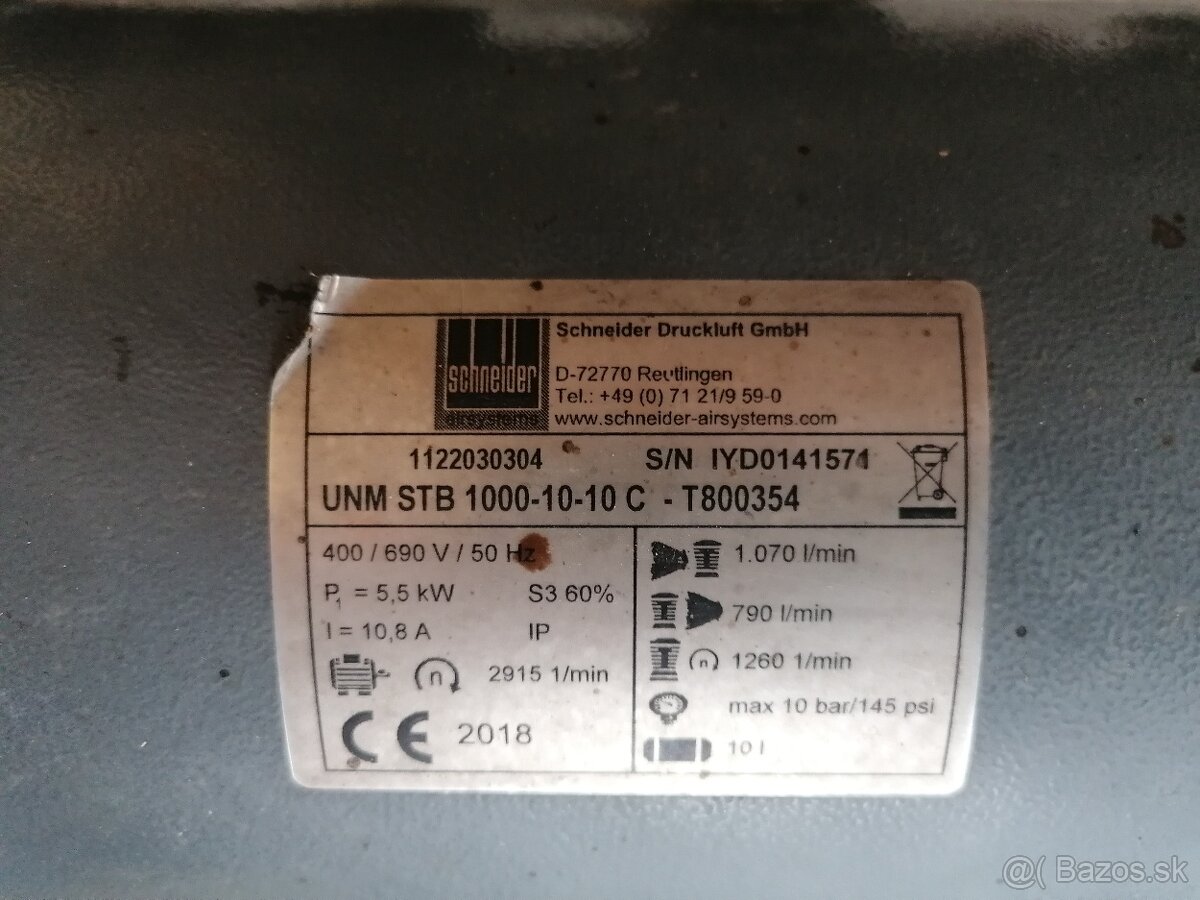 schneider
airsystems
Schneider Druckluft GmbH
D-72770 Reutlingen
Tel.: +49 (0) 71 21/9 59-0
www.schneider-airsystems.com
1122030304 S/N IYD0141571
UNM STB 1000-10-10 C - T800354
400 / 690 V / 50 Hz
P1 = 5,5 kW S3 60%
I = 10,8 A IP
n 2915 1/min
CE 2018
1.070 l/min
790 l/min
n 1260 1/min
max 10 bar/145 psi
10 l
@( Bazos.sk